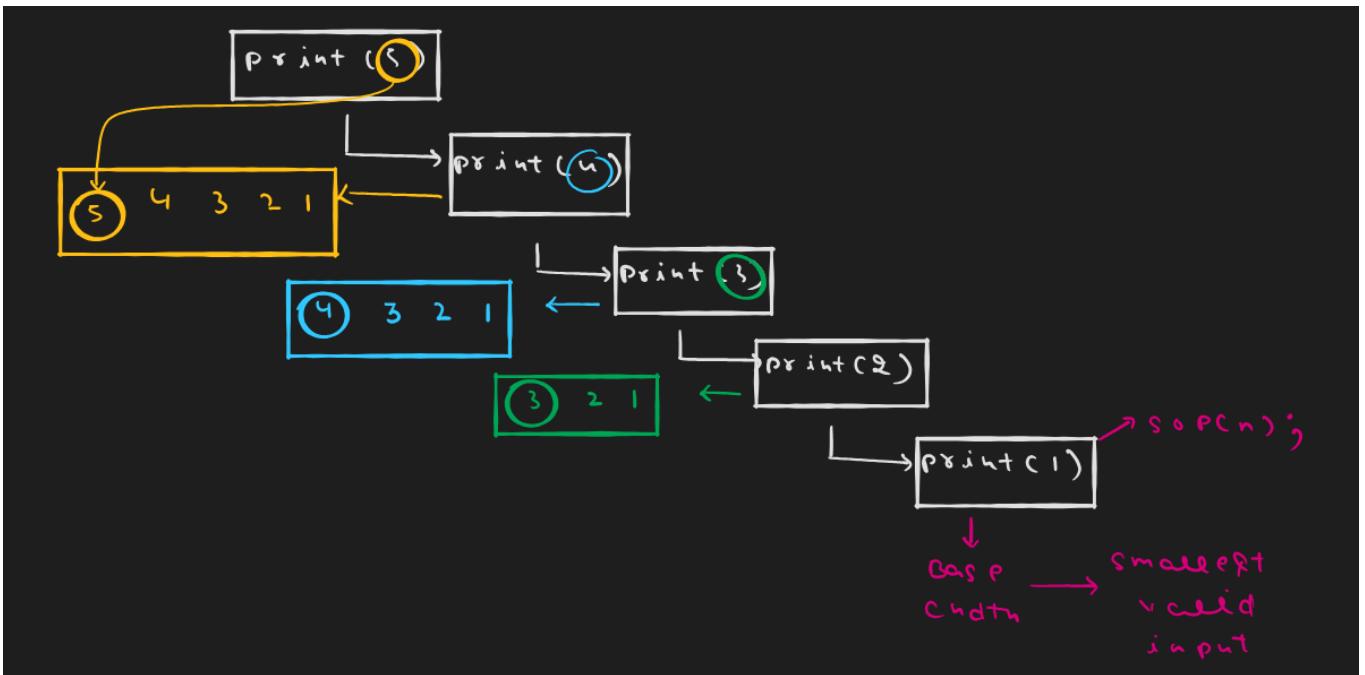 print(5)
print(4)
5 4 3 2 1
print(3)
4 3 2 1
print(2)
3 2 1
sop(n);
print(1)
Base
cndtn
smallest
valid
input